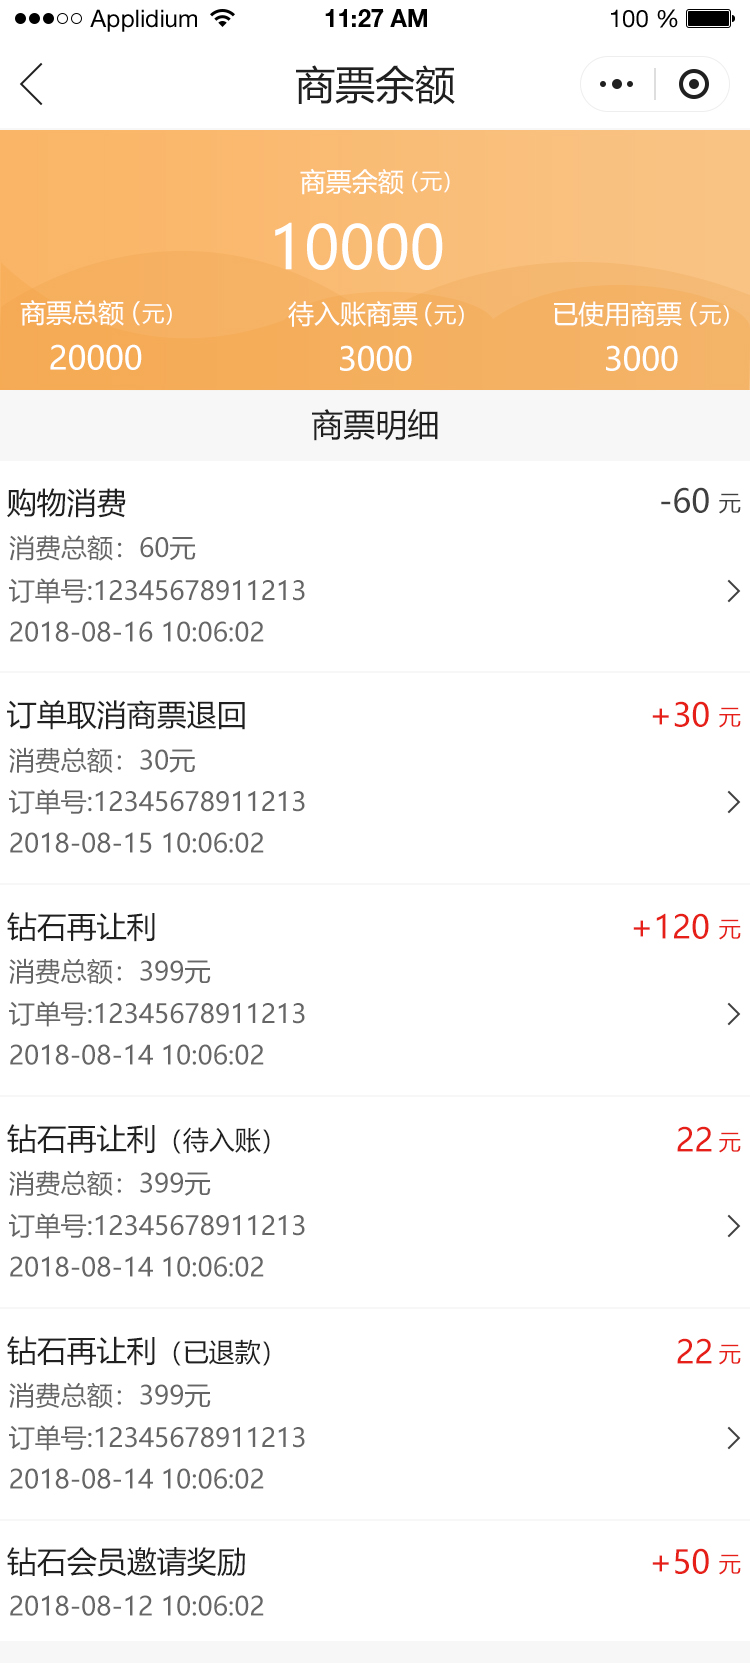 Applidium 11:27 AM 100 %
商票余额
商票余额(元)
10000
商票总额(元) 待入账商票(元) 已使用商票(元)
20000 3000 3000
商票明细
购物消费 -60 元
消费总额：60元
订单号:12345678911213
2018-08-16 10:06:02
订单取消商票退回 +30 元
消费总额：30元
订单号:12345678911213
2018-08-15 10:06:02
钻石再让利 +120 元
消费总额：399元
订单号:12345678911213
2018-08-14 10:06:02
钻石再让利（待入账） 22 元
消费总额：399元
订单号:12345678911213
2018-08-14 10:06:02
钻石再让利（已退款） 22 元
消费总额：399元
订单号:12345678911213
2018-08-14 10:06:02
钻石会员邀请奖励 +50 元
2018-08-12 10:06:02